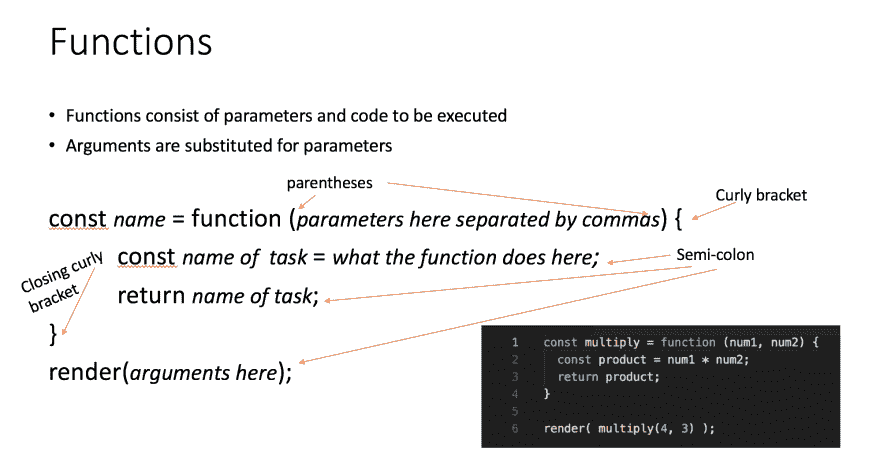 Functions
• Functions consist of parameters and code to be executed
• Arguments are substituted for parameters
parentheses
Curly bracket
const name = function (parameters here separated by commas) {
const name of task = what the function does here;
Semi-colon
Closing curly
bracket
return name of task;
}
render(arguments here);
1 const multiply = function (num1, num2) {
2 const product = num1 * num2;
3 return product;
4 }
5
6 render( multiply(4, 3) );